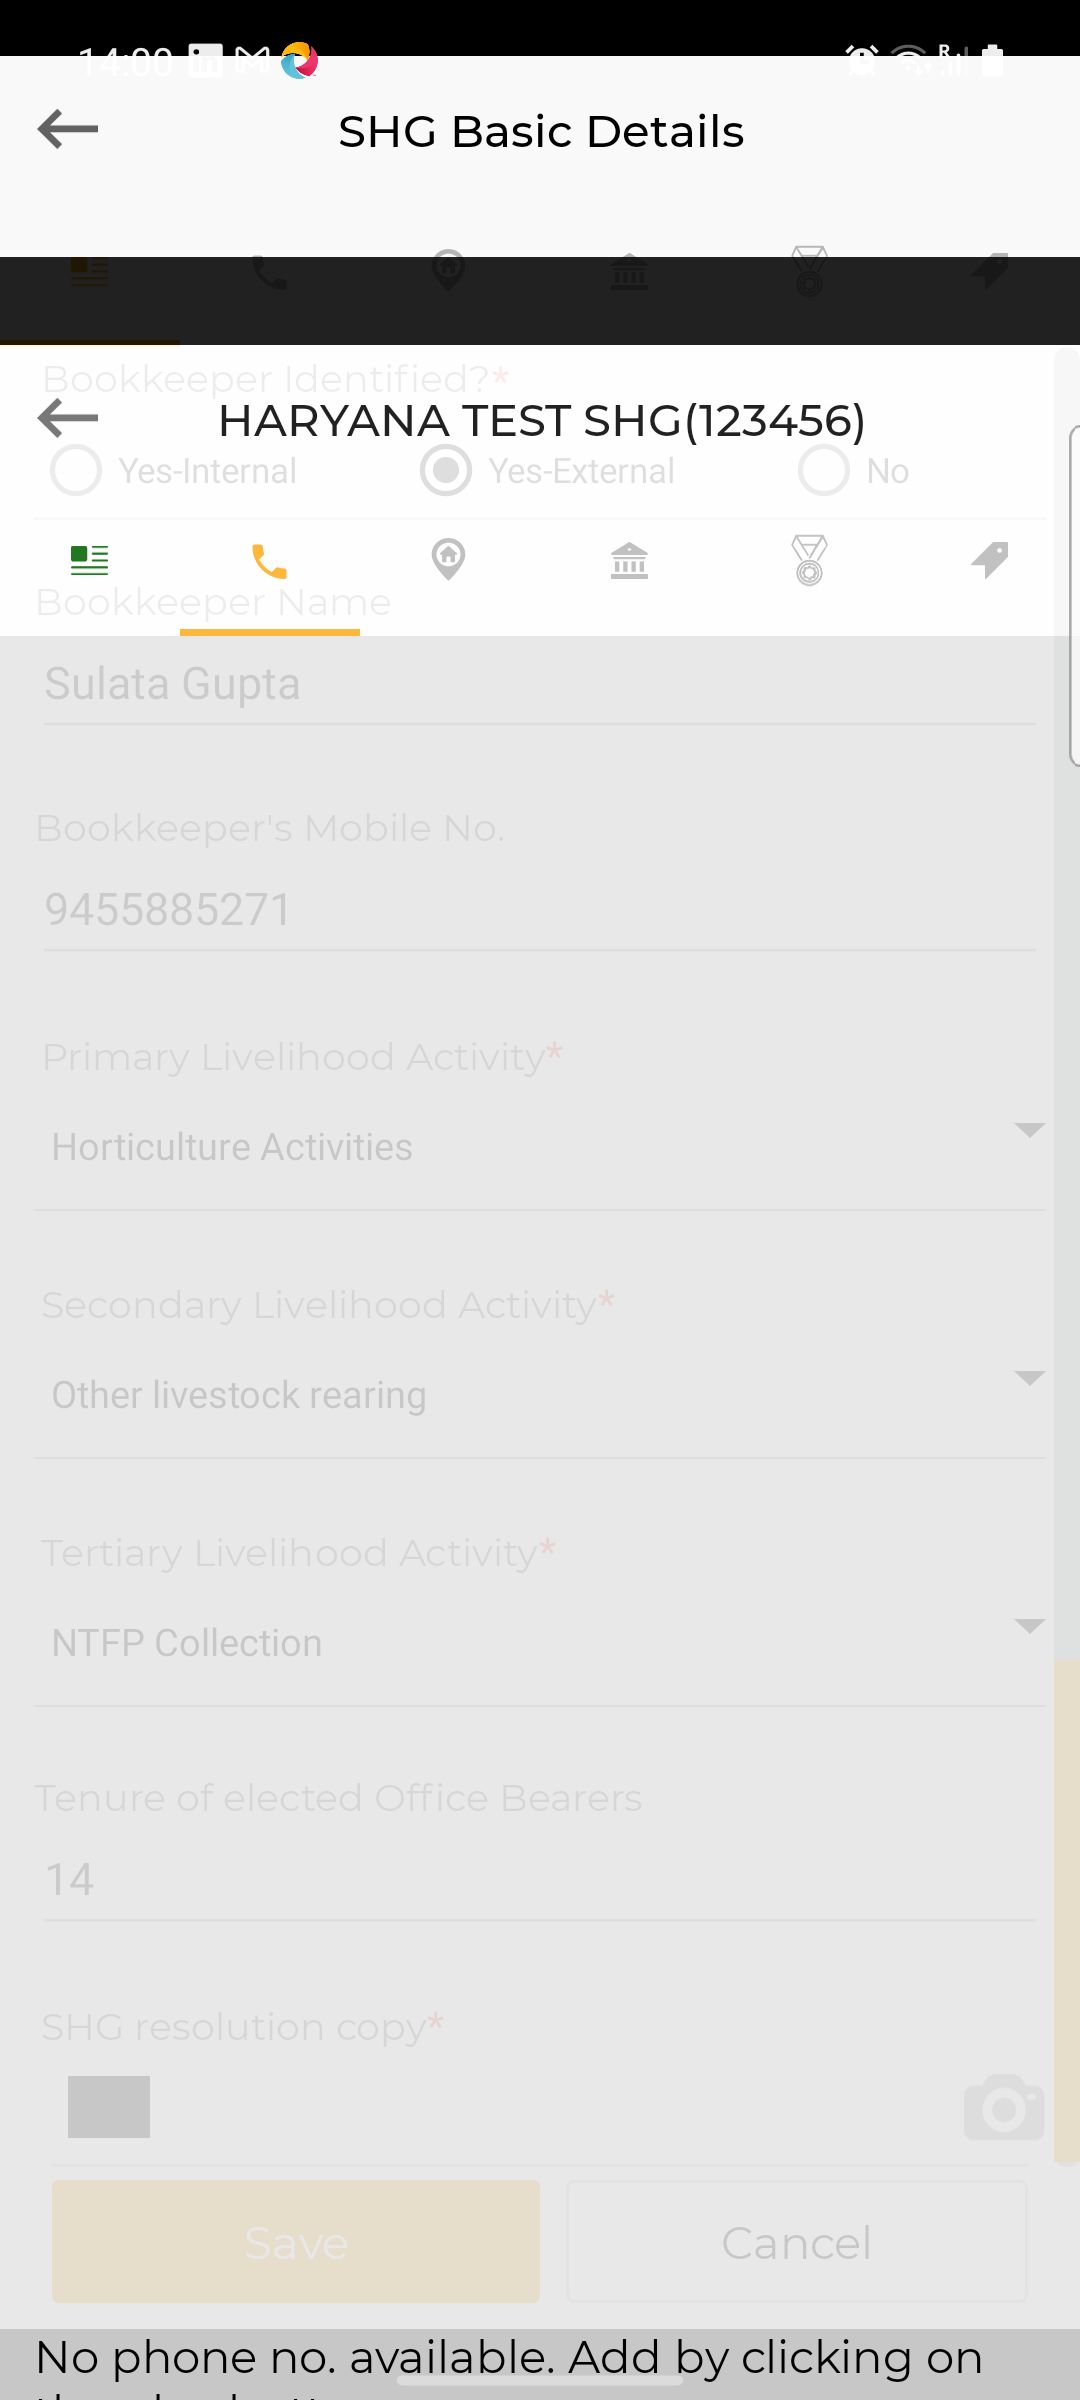 14:00
SHG Basic Details
Bookkeeper Identified?*
HARYANA TEST SHG(123456)
Yes-Internal Yes-External No
Bookkeeper Name
Sulata Gupta
Bookkeeper's Mobile No.
9455885271
Primary Livelihood Activity*
Horticulture Activities
Secondary Livelihood Activity*
Other livestock rearing
Tertiary Livelihood Activity*
NTFP Collection
Tenure of elected Office Bearers
14
SHG resolution copy*
Save Cancel
No phone no. available. Add by clicking on